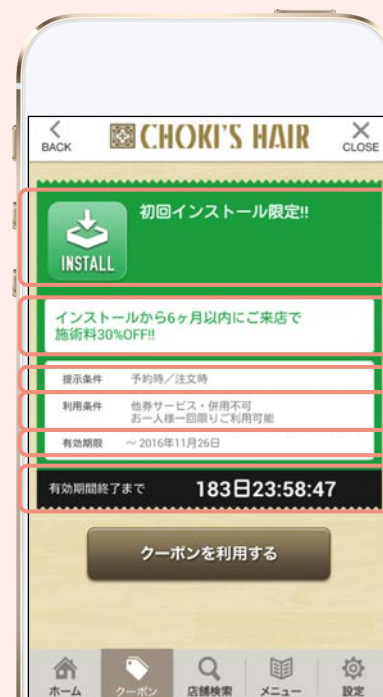 BACK
CHOKI'S HAIR
CLOSE
初回インストール限定!!
INSTALL
インストールから6ヶ月以内にご来店で
施術料30%OFF!!
提示条件 予約時／注文時
利用条件 他券サービス・併用不可
お一人様一回限りご利用可能
有効期限 ～2016年11月26日
有効期間終了まで 183日23:58:47
クーポンを利用する
ホーム クーポン 店舗検索 メニュー 設定